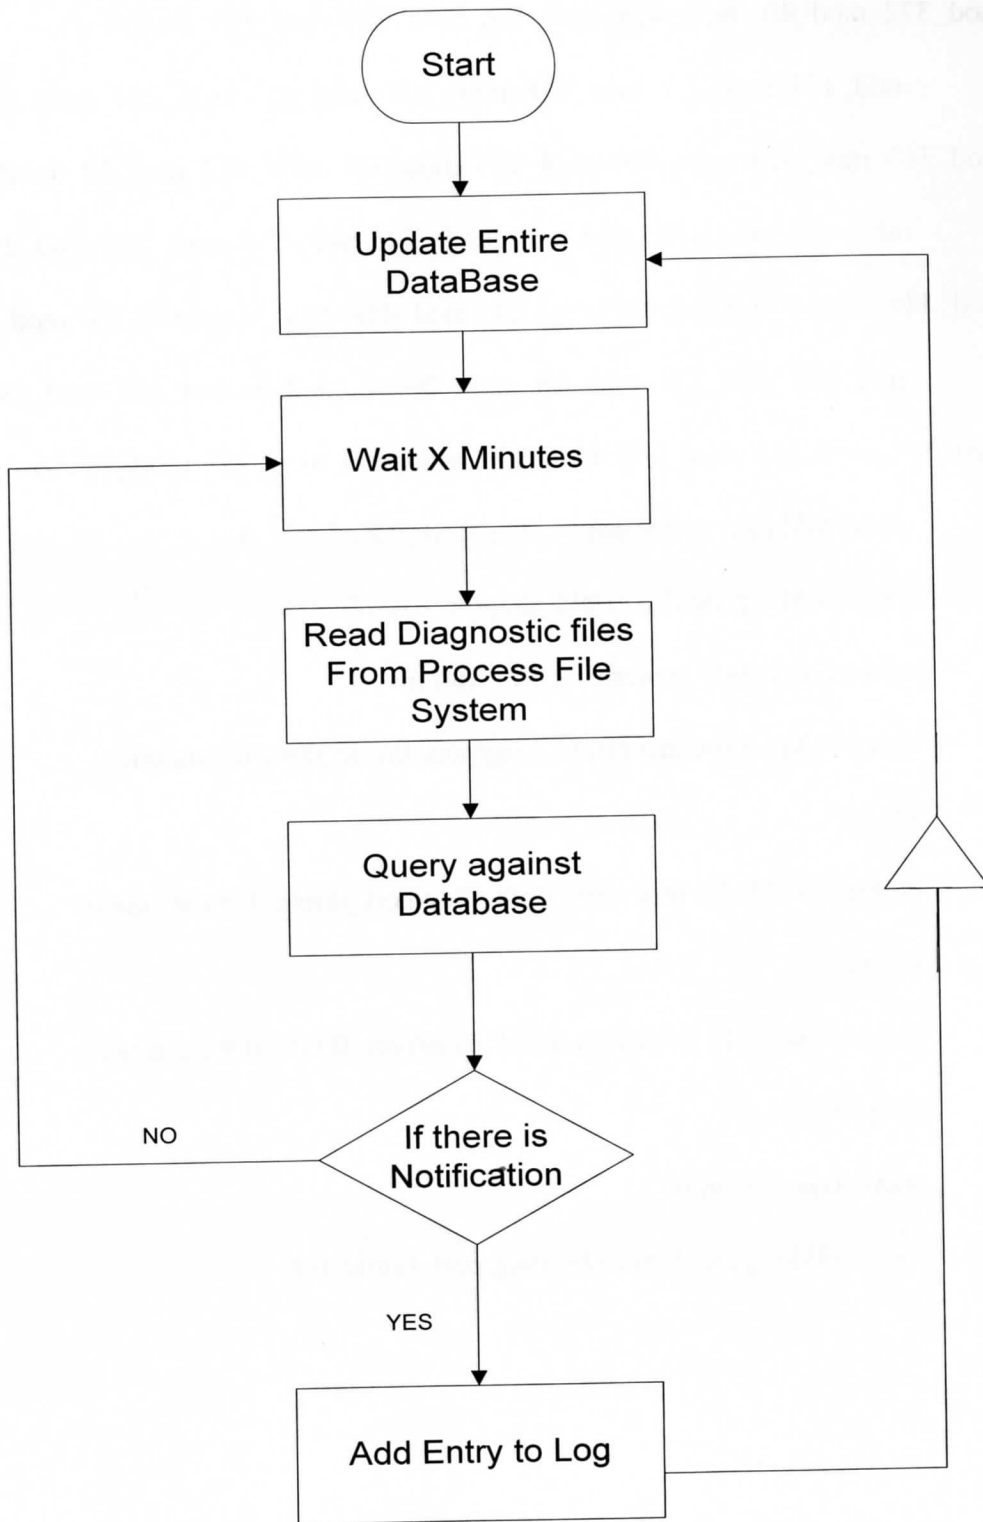 Start
Update Entire
DataBase
Wait X Minutes
Read Diagnostic files
From Process File
System
Query against
Database
If there is
Notification
NO
YES
Add Entry to Log